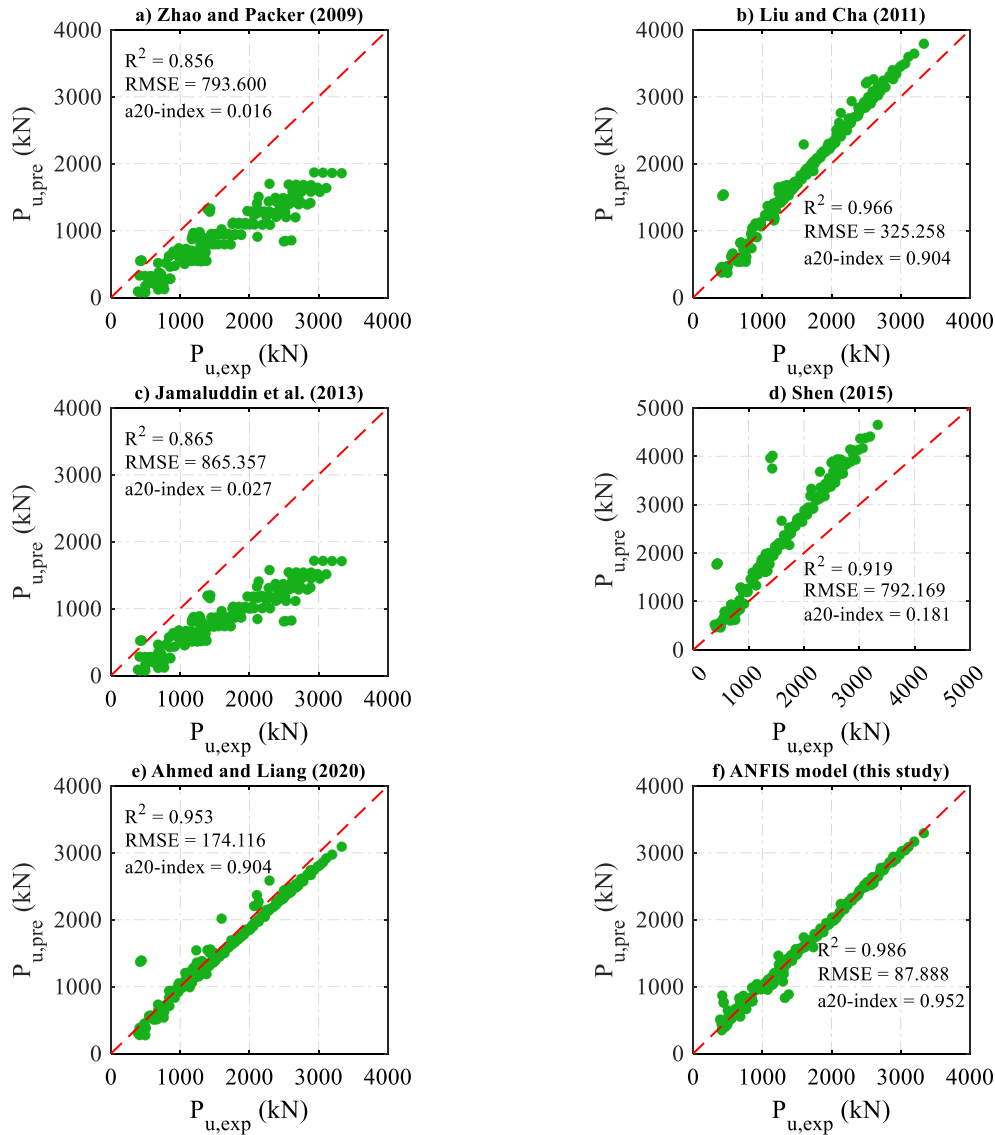 a) Zhao and Packer (2009)
R² = 0.856
RMSE = 793.600
a20-index = 0.016
4000
3000
2000
1000
0
P u,pre (kN)
0 1000 2000 3000 4000
P u,exp (kN)
b) Liu and Cha (2011)
R² = 0.966
RMSE = 325.258
a20-index = 0.904
4000
3000
2000
1000
0
P u,pre (kN)
0 1000 2000 3000 4000
P u,exp (kN)
c) Jamaluddin et al. (2013)
R² = 0.865
RMSE = 865.357
a20-index = 0.027
4000
3000
2000
1000
0
P u,pre (kN)
0 1000 2000 3000 4000
P u,exp (kN)
d) Shen (2015)
R² = 0.919
RMSE = 792.169
a20-index = 0.181
5000
4000
3000
2000
1000
0
P u,pre (kN)
0 1000 2000 3000 4000 5000
P u,exp (kN)
e) Ahmed and Liang (2020)
R² = 0.953
RMSE = 174.116
a20-index = 0.904
4000
3000
2000
1000
0
P u,pre (kN)
0 1000 2000 3000 4000
P u,exp (kN)
f) ANFIS model (this study)
R² = 0.986
RMSE = 87.888
a20-index = 0.952
4000
3000
2000
1000
0
P u,pre (kN)
0 1000 2000 3000 4000
P u,exp (kN)